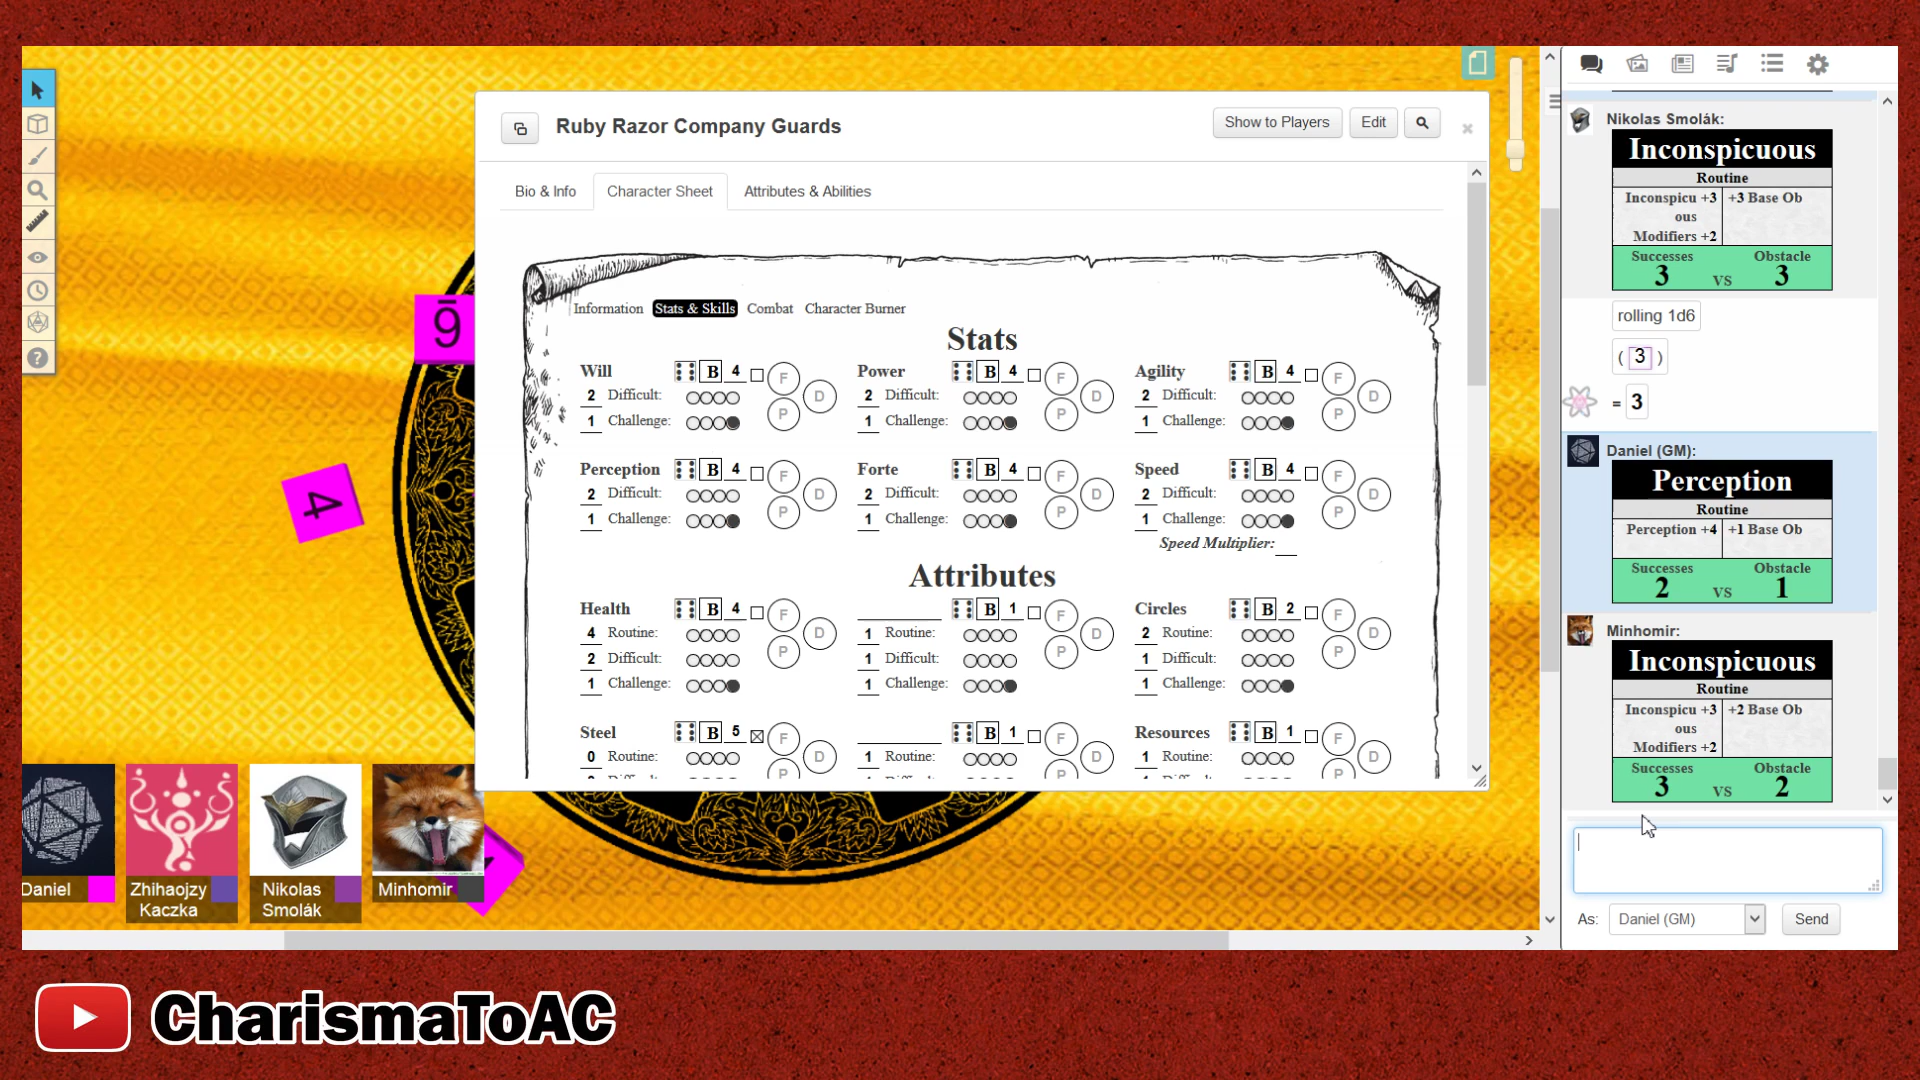 Ruby Razor Company Guards
Show to Players
Edit
Bio & Info
Character Sheet
Attributes & Abilities
Information
Stats & Skills
Combat
Character Burner
Stats
Will B 4 F D P
2 Difficult:
1 Challenge:
Power B 4 F D P
2 Difficult:
1 Challenge:
Agility B 4 F D P
2 Difficult:
1 Challenge:
Perception B 4 F D P
2 Difficult:
1 Challenge:
Forte B 4 F D P
2 Difficult:
1 Challenge:
Speed B 4 F D P
2 Difficult:
1 Challenge:
Speed Multiplier:
Attributes
Health B 4 F D P
4 Routine:
2 Difficult:
1 Challenge:
B 1 F D P
1 Routine:
1 Difficult:
1 Challenge:
Circles B 2 F D P
2 Routine:
1 Difficult:
1 Challenge:
Steel B 5 F D P
0 Routine:
B 1 F D P
1 Routine:
Resources B 1 F D P
1 Routine:
9
4
Daniel
Zhihaojzy
Kaczka
Nikolas
Smolák
Minhomir
Nikolas Smolák:
Inconspicuous
Routine
Inconspicu +3
ous
Modifiers +2
+3 Base Ob
Successes
3
vs
Obstacle
3
rolling 1d6
( 3 )
= 3
Daniel (GM):
Perception
Routine
Perception +4
+1 Base Ob
Successes
2
vs
Obstacle
1
Minhomir:
Inconspicuous
Routine
Inconspicu +3
ous
Modifiers +2
+2 Base Ob
Successes
3
vs
Obstacle
2
As:
Daniel (GM)
Send
CharismaToAC